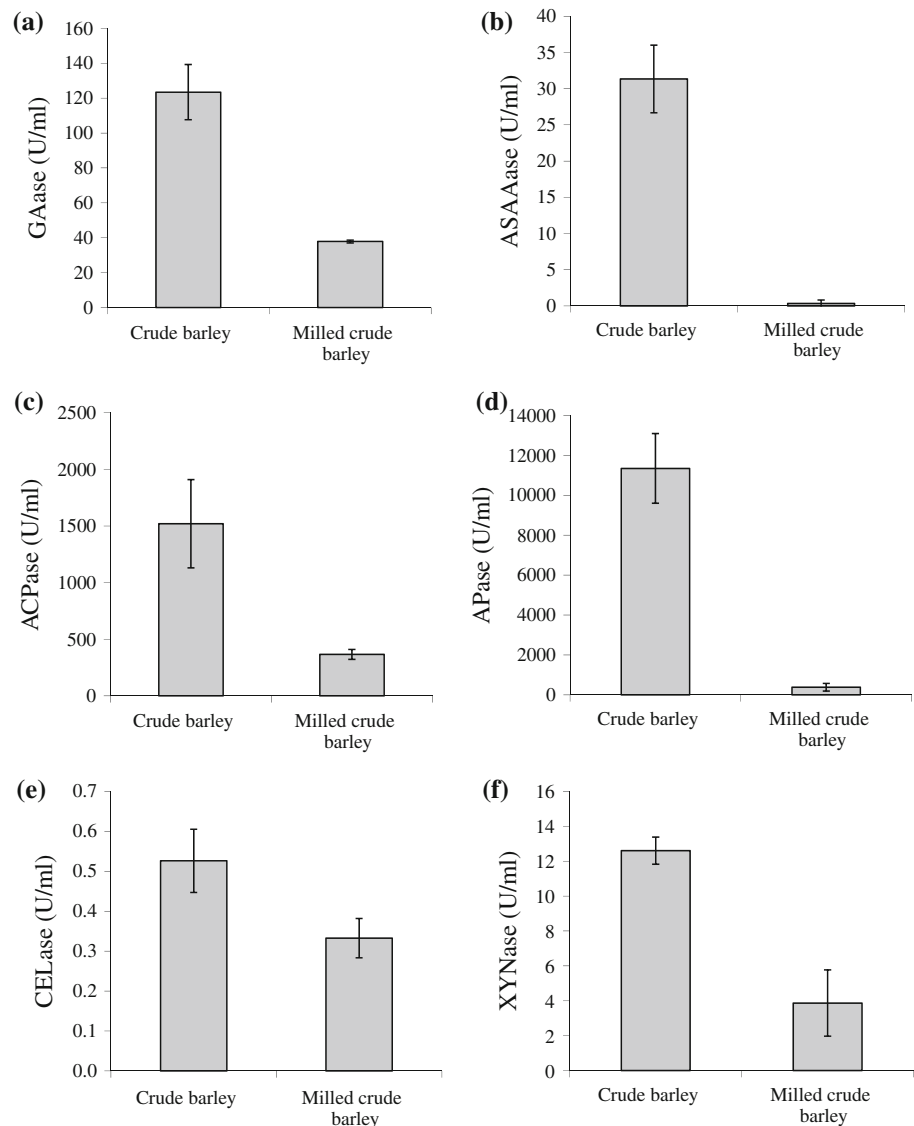 (a)
GAase (U/ml)
160
140
120
100
80
60
40
20
0
Crude barley
Milled crude
barley
(b)
ASAAase (U/ml)
40
35
30
25
20
15
10
5
0
Crude barley
Milled crude
barley
(c)
ACPase (U/ml)
2500
2000
1500
1000
500
0
Crude barley
Milled crude
barley
(d)
APase (U/ml)
14000
12000
10000
8000
6000
4000
2000
0
Crude barley
Milled crude
barley
(e)
CELase (U/ml)
0.7
0.6
0.5
0.4
0.3
0.2
0.1
0.0
Crude barley
Milled crude
barley
(f)
XYNase (U/ml)
16
14
12
10
8
6
4
2
0
Crude barley
Milled crude
barley